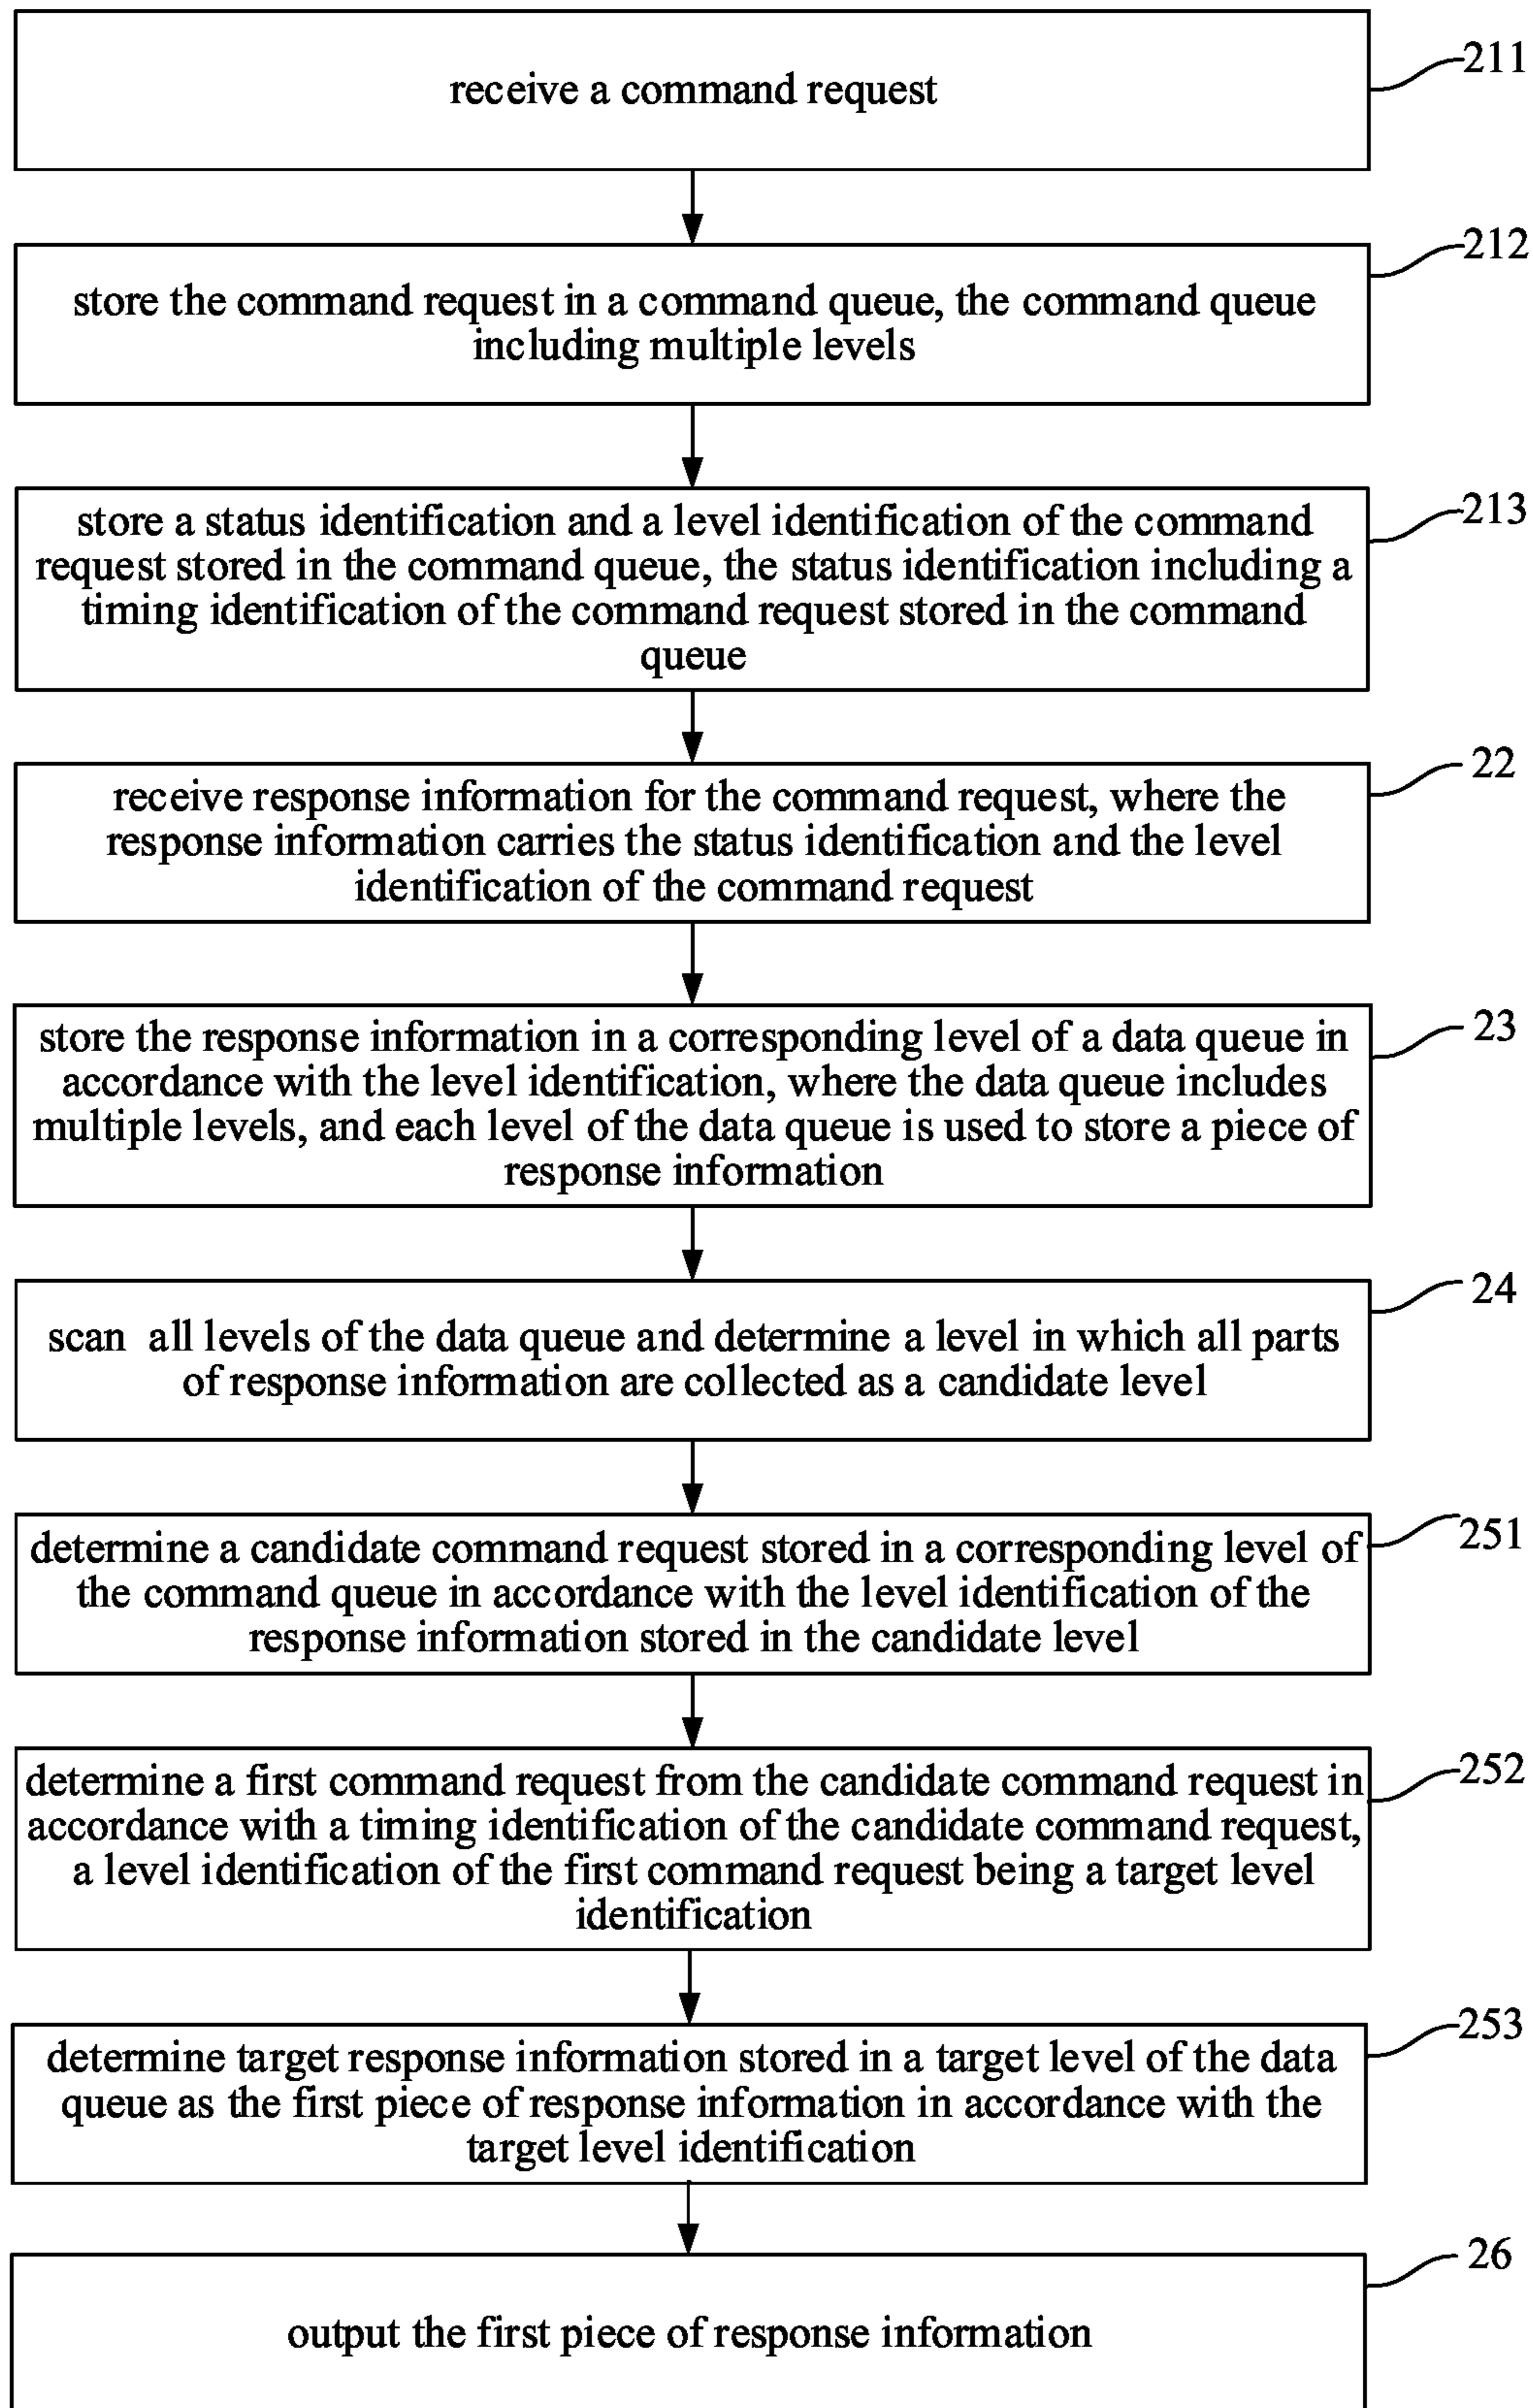 receive a command request
211
store the command request in a command queue, the command queue
including multiple levels
212
store a status identification and a level identification of the command
request stored in the command queue, the status identification including a
timing identification of the command request stored in the command
queue
213
receive response information for the command request, where the
response information carries the status identification and the level
identification of the command request
22
store the response information in a corresponding level of a data queue in
accordance with the level identification, where the data queue includes
multiple levels, and each level of the data queue is used to store a piece of
response information
23
scan all levels of the data queue and determine a level in which all parts
of response information are collected as a candidate level
24
determine a candidate command request stored in a corresponding level of
the command queue in accordance with the level identification of the
response information stored in the candidate level
251
determine a first command request from the candidate command request in
accordance with a timing identification of the candidate command request,
a level identification of the first command request being a target level
identification
252
determine target response information stored in a target level of the data
queue as the first piece of response information in accordance with the
target level identification
253
output the first piece of response information
26